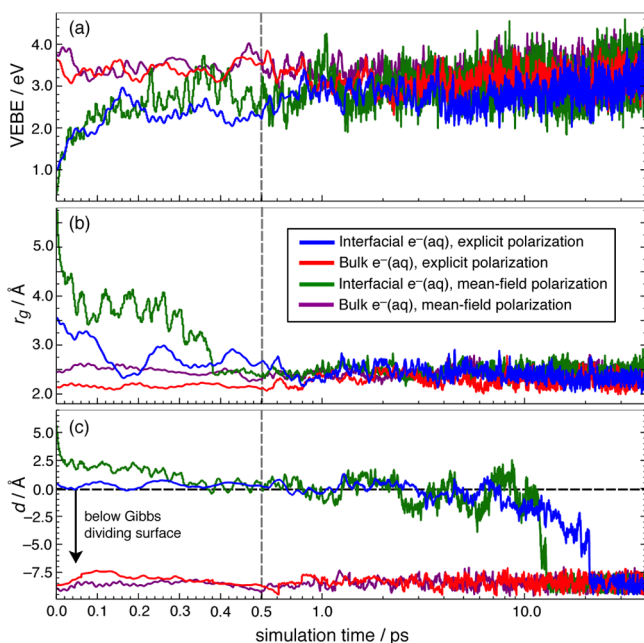 (a)
4.0
3.0
2.0
1.0
VEBE / eV
(b)
5.0
4.0
3.0
2.0
r_g / Å
Interfacial e⁻(aq), explicit polarization
Bulk e⁻(aq), explicit polarization
Interfacial e⁻(aq), mean-field polarization
Bulk e⁻(aq), mean-field polarization
(c)
5.0
2.5
0.0
−2.5
−5.0
−7.5
d / Å
below Gibbs
dividing surface
0.0 0.1 0.2 0.3 0.4 0.5 1.0 10.0
simulation time / ps